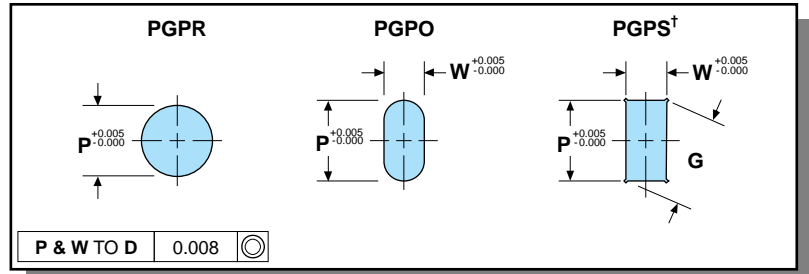 PGPR
PGPO
PGPS†
W +0.005 -0.000
W +0.005 -0.000
P +0.005 -0.000
P +0.005 -0.000
P +0.005 -0.000
G
P & W TO D 0.008 ◎